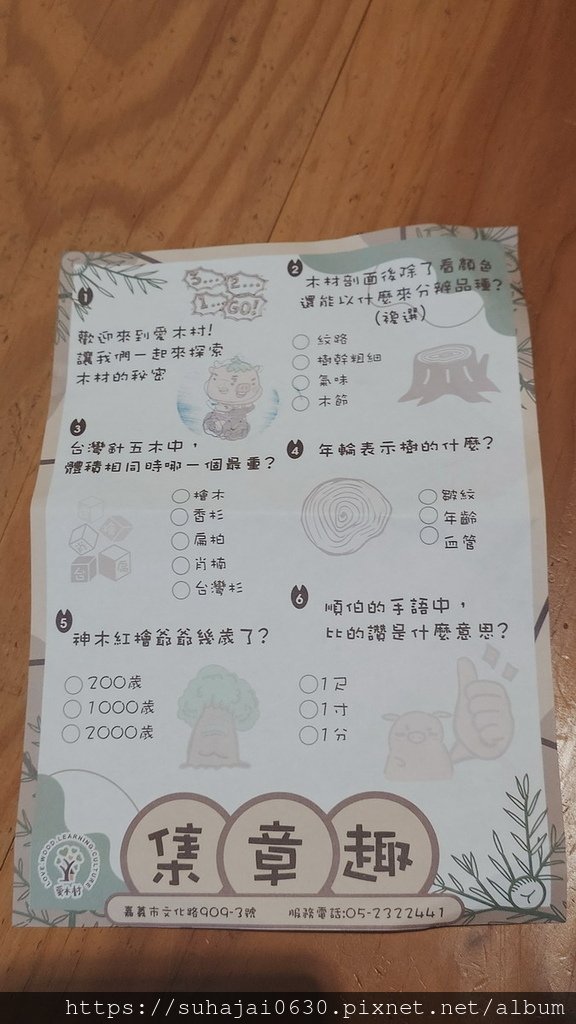 1
3... 2...
1... GO!
歡迎來到愛木村!
讓我們一起來探索
木材的秘密
2
木材剖面後除了看顏色
還能以什麼來分辦品種?
(複選)
紋路
樹幹粗細
氣味
木節
3
台灣針五木中,
體積相同時哪一個最重?
檜木
香杉
扁柏
肖楠
台灣杉
4
年輪表示樹的什麼?
皺紋
年齡
血管
5
神木紅檜爺爺幾歲了?
200歲
1000歲
2000歲
6
順伯的手語中,
比的讚是什麼意思?
1尺
1寸
1分
集章趣
LOVE WOOD LEARNING CULTURE
愛木村
嘉義市文化路909-3號 服務電話:05-2322441
https://suhajai0630.pixnet.net/album